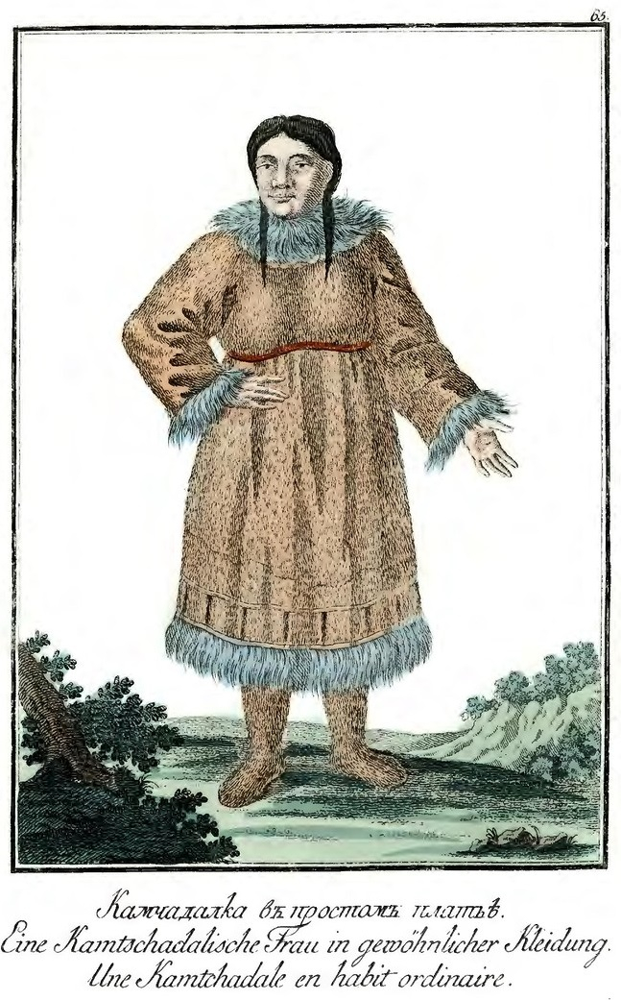 65.
Камчадалка въ простомъ платьѣ.
Eine Kamtschadalische Frau in gewöhnlicher Kleidung.
Une Kamtchadale en habit ordinaire.